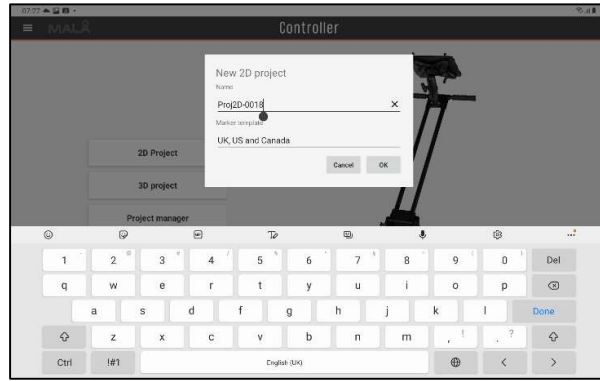 07:27
MALÅ
Controller
New 2D project
Name
Proj2D-0018
Marker template
UK, US and Canada
Cancel OK
2D Project
3D project
Project manager
1 2 3 4 5 6 7 8 9 0 Del
q w e r t y u i o p
a s d f g h j k l Done
z x c v b n m , ! . ?
Ctrl !#1 English (UK) < >